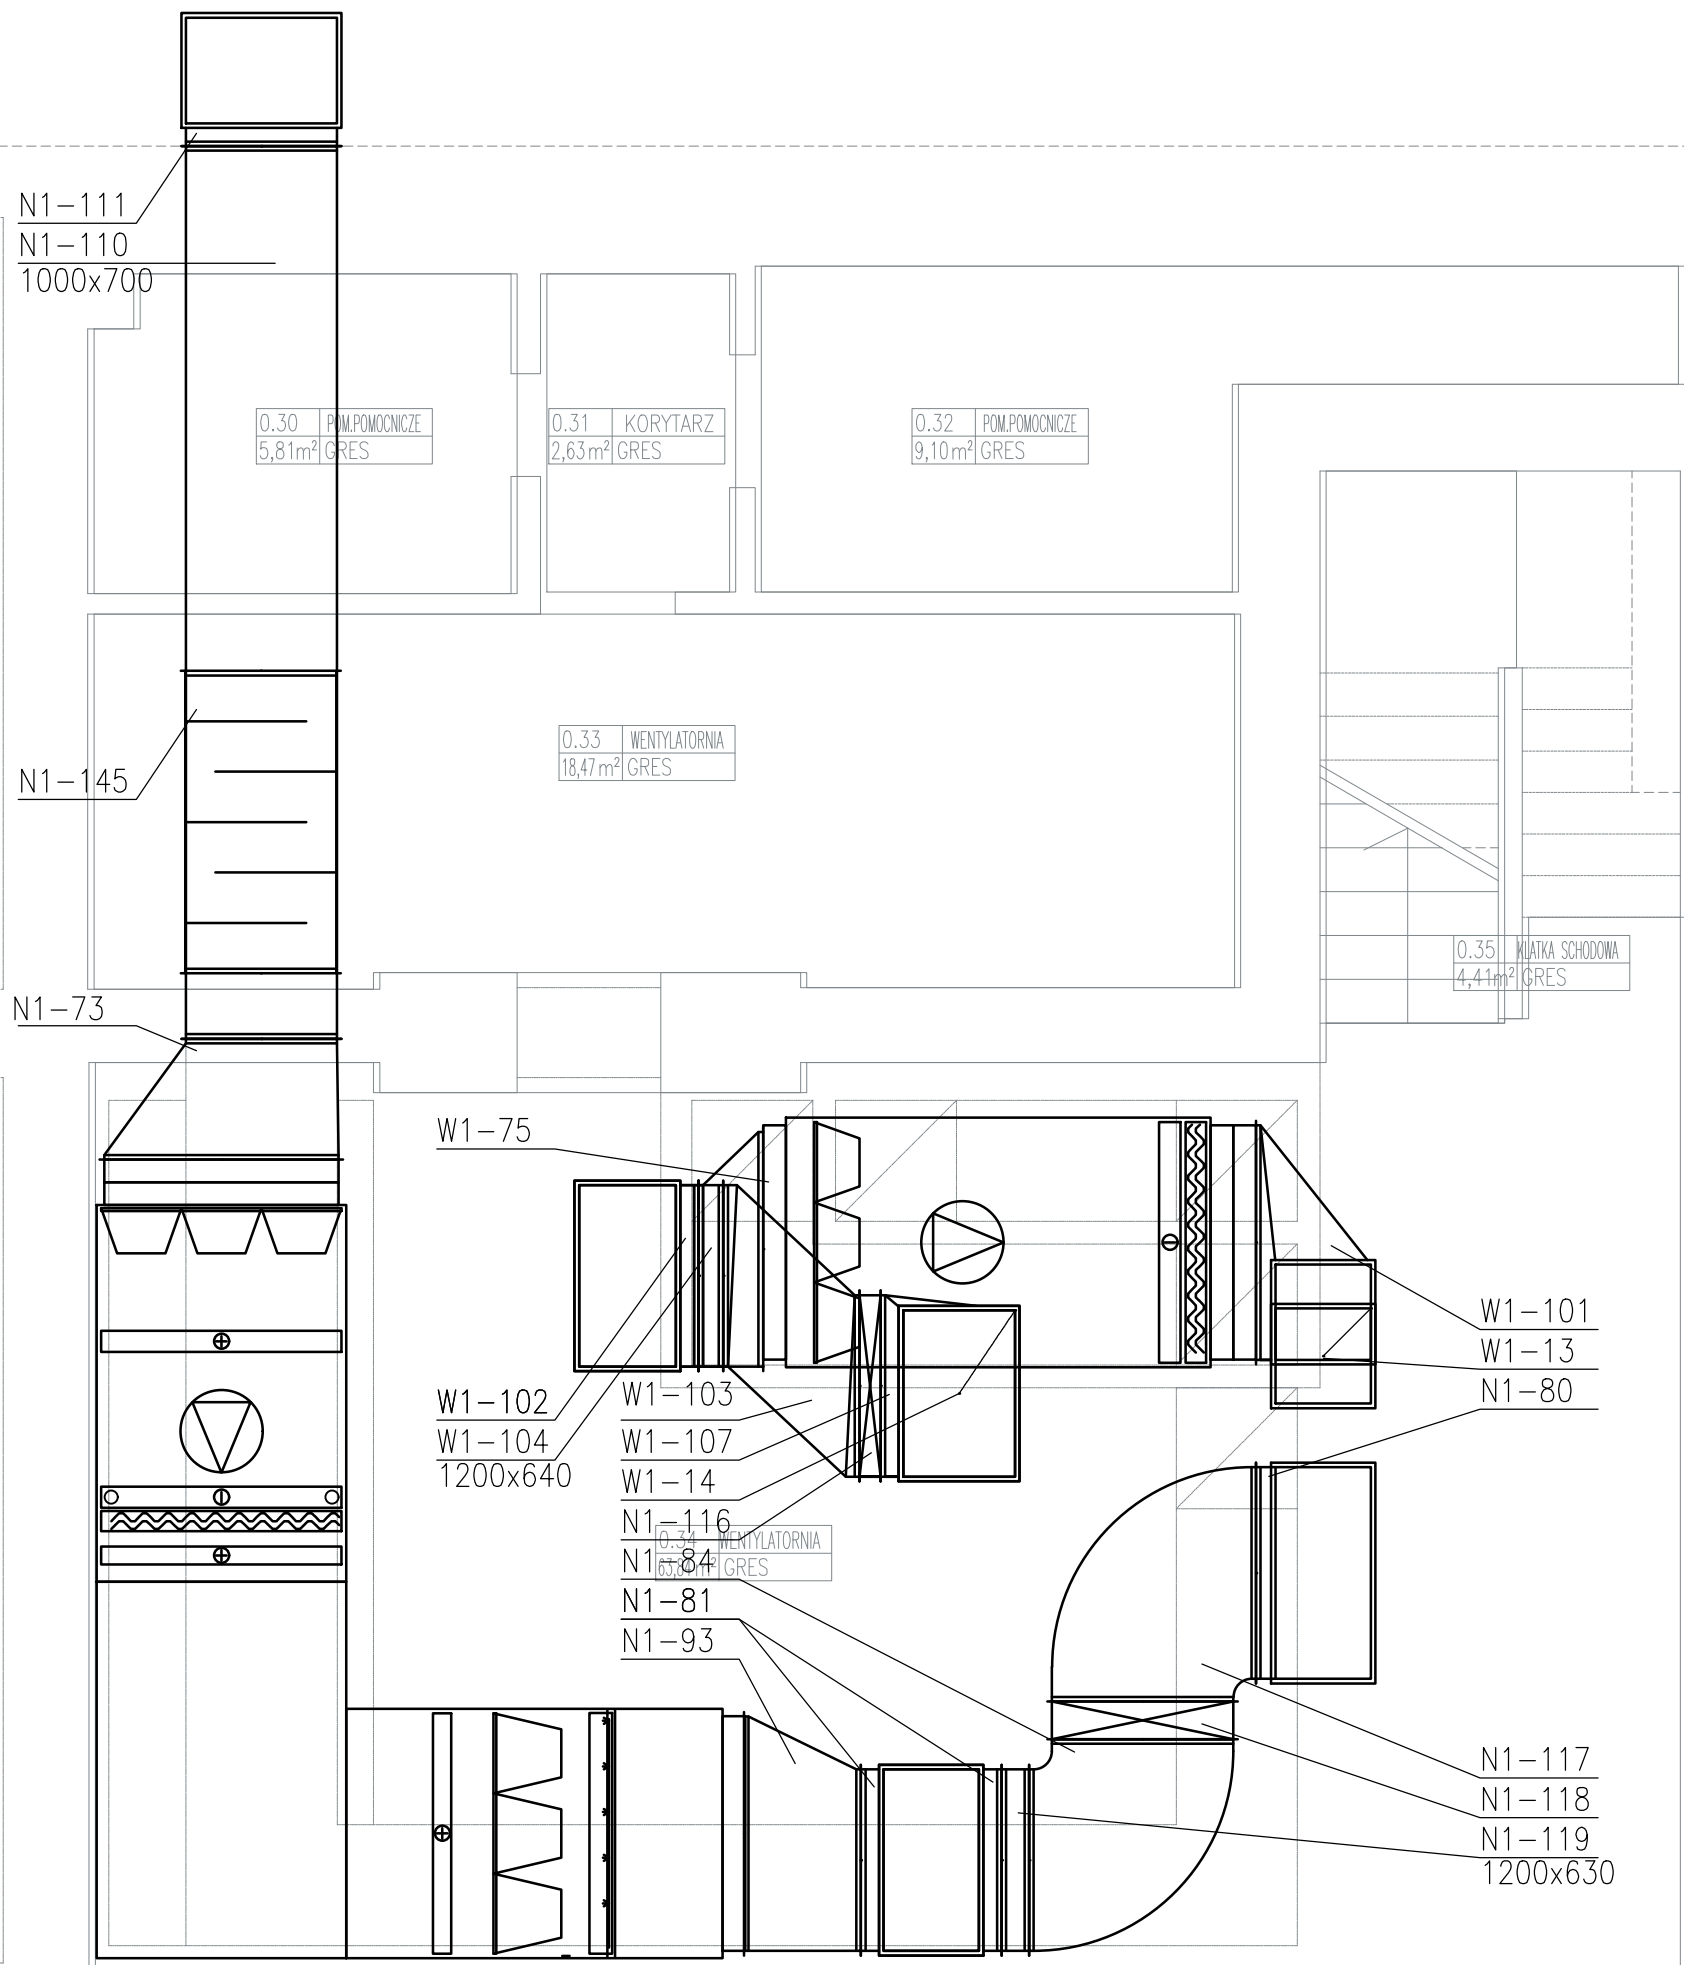 N1-111
N1-110
1000x700
0.30 POM.POMOCNICZE
5,81m² GRES
0.31 KORYTARZ
2,63m² GRES
0.32 POM.POMOCNICZE
9,10m² GRES
0.33 WENTYLATORNIA
18,47m² GRES
N1-145
0.35 KLATKA SCHODOWA
4,41m² GRES
N1-73
W1-75
W1-101
W1-13
N1-80
W1-102
W1-104
1200x640
W1-103
W1-107
W1-14
N1-116
0.34 WENTYLATORNIA
GRES
N1-84
N1-81
N1-93
N1-117
N1-118
N1-119
1200x630